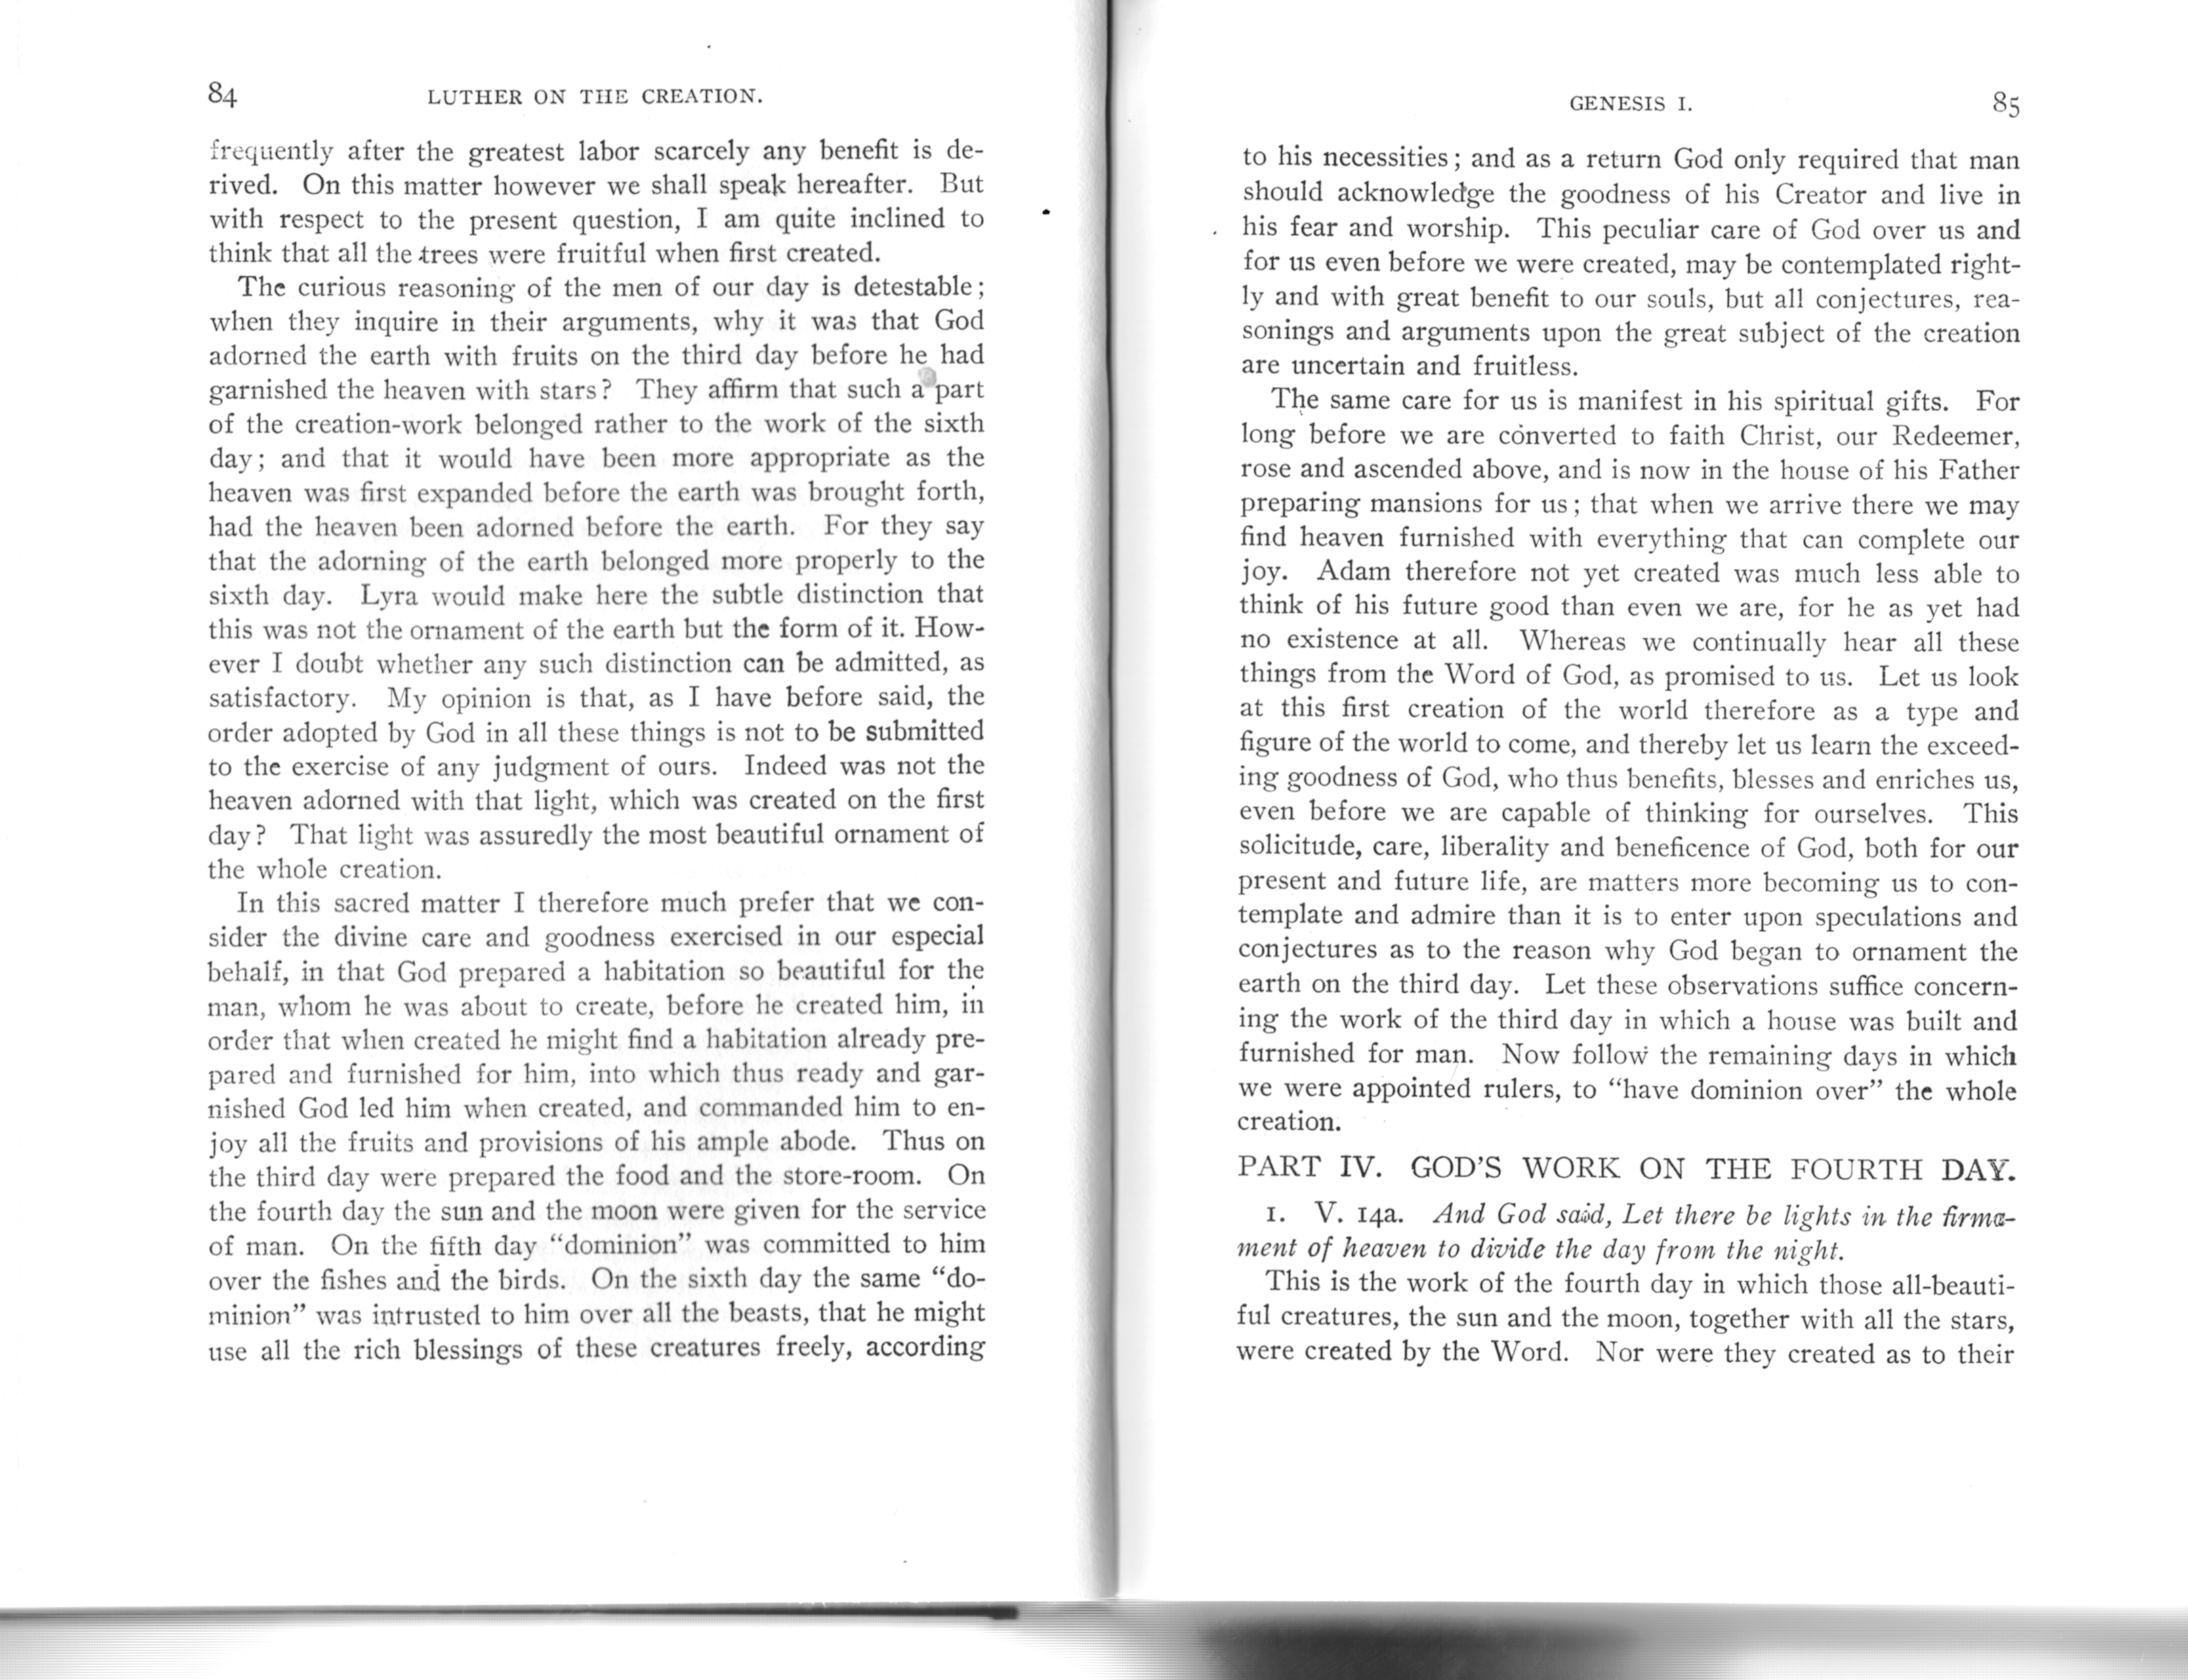 84 LUTHER ON THE CREATION.
frequently after the greatest labor scarcely any benefit is de-
rived. On this matter however we shall speak hereafter. But
with respect to the present question, I am quite inclined to
think that all the trees were fruitful when first created.
The curious reasoning of the men of our day is detestable;
when they inquire in their arguments, why it was that God
adorned the earth with fruits on the third day before he had
garnished the heaven with stars? They affirm that such a part
of the creation-work belonged rather to the work of the sixth
day; and that it would have been more appropriate as the
heaven was first expanded before the earth was brought forth,
had the heaven been adorned before the earth. For they say
that the adorning of the earth belonged more properly to the
sixth day. Lyra would make here the subtle distinction that
this was not the ornament of the earth but the form of it. How-
ever I doubt whether any such distinction can be admitted, as
satisfactory. My opinion is that, as I have before said, the
order adopted by God in all these things is not to be submitted
to the exercise of any judgment of ours. Indeed was not the
heaven adorned with that light, which was created on the first
day? That light was assuredly the most beautiful ornament of
the whole creation.
In this sacred matter I therefore much prefer that we con-
sider the divine care and goodness exercised in our especial
behalf, in that God prepared a habitation so beautiful for the
man, whom he was about to create, before he created him, in
order that when created he might find a habitation already pre-
pared and furnished for him, into which thus ready and gar-
nished God led him when created, and commanded him to en-
joy all the fruits and provisions of his ample abode. Thus on
the third day were prepared the food and the store-room. On
the fourth day the sun and the moon were given for the service
of man. On the fifth day “dominion” was committed to him
over the fishes and the birds. On the sixth day the same “do-
minion” was intrusted to him over all the beasts, that he might
use all the rich blessings of these creatures freely, according
GENESIS I. 85
to his necessities; and as a return God only required that man
should acknowledge the goodness of his Creator and live in
his fear and worship. This peculiar care of God over us and
for us even before we were created, may be contemplated right-
ly and with great benefit to our souls, but all conjectures, rea-
sonings and arguments upon the great subject of the creation
are uncertain and fruitless.
The same care for us is manifest in his spiritual gifts. For
long before we are converted to faith Christ, our Redeemer,
rose and ascended above, and is now in the house of his Father
preparing mansions for us; that when we arrive there we may
find heaven furnished with everything that can complete our
joy. Adam therefore not yet created was much less able to
think of his future good than even we are, for he as yet had
no existence at all. Whereas we continually hear all these
things from the Word of God, as promised to us. Let us look
at this first creation of the world therefore as a type and
figure of the world to come, and thereby let us learn the exceed-
ing goodness of God, who thus benefits, blesses and enriches us,
even before we are capable of thinking for ourselves. This
solicitude, care, liberality and beneficence of God, both for our
present and future life, are matters more becoming us to con-
template and admire than it is to enter upon speculations and
conjectures as to the reason why God began to ornament the
earth on the third day. Let these observations suffice concern-
ing the work of the third day in which a house was built and
furnished for man. Now follow the remaining days in which
we were appointed rulers, to “have dominion over” the whole
creation.
PART IV. GOD'S WORK ON THE FOURTH DAY.
1. V. 14a. And God said, Let there be lights in the firma-
ment of heaven to divide the day from the night.
This is the work of the fourth day in which those all-beauti-
ful creatures, the sun and the moon, together with all the stars,
were created by the Word. Nor were they created as to their